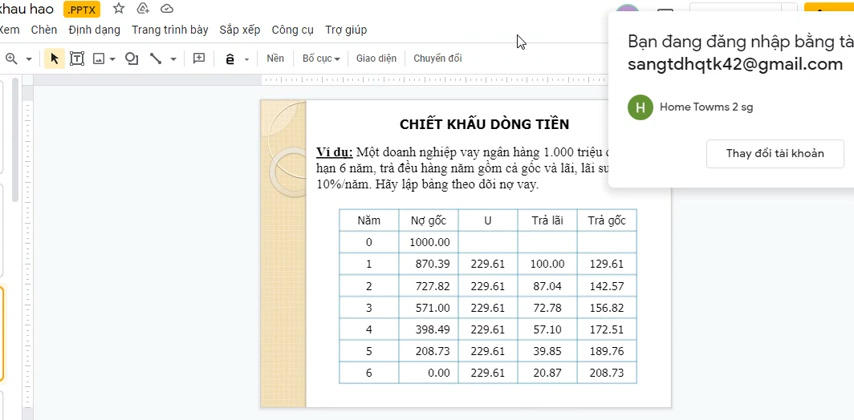 khau hao .PPTX
Xem Chèn Định dạng Trang trình bày Sắp xếp Công cụ Trợ giúp
Nền Bố cục Giao diện Chuyển đổi
Bạn đang đăng nhập bằng tà
sangtdhqtk42@gmail.com
H Home Towms 2 sg
Thay đổi tài khoản
CHIẾT KHẤU DÒNG TIỀN
Ví dụ: Một doanh nghiệp vay ngân hàng 1.000 triệu
hạn 6 năm, trả đều hàng năm gồm cả gốc và lãi, lãi
10%/năm. Hãy lập bảng theo dõi nợ vay.
Năm Nợ gốc U Trả lãi Trả gốc
0 1000.00
1 870.39 229.61 100.00 129.61
2 727.82 229.61 87.04 142.57
3 571.00 229.61 72.78 156.82
4 398.49 229.61 57.10 172.51
5 208.73 229.61 39.85 189.76
6 0.00 229.61 20.87 208.73